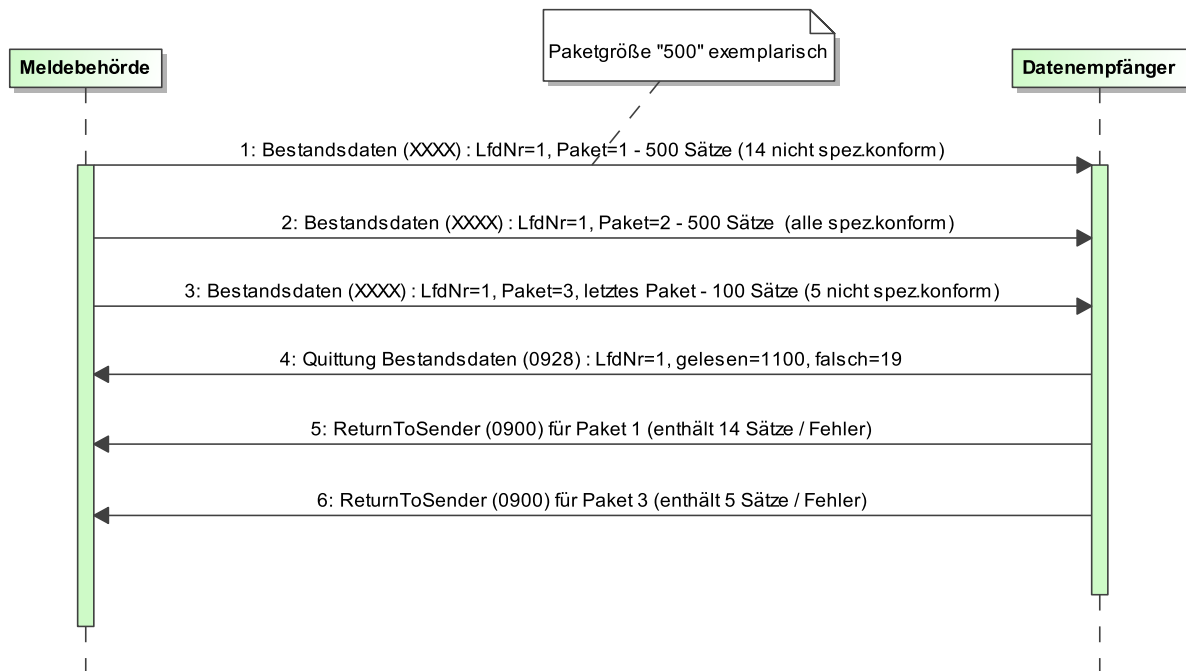 Paketgröße "500" exemplarisch
Meldebehörde
Datenempfänger
1: Bestandsdaten (XXXX) : LfdNr=1, Paket=1 - 500 Sätze (14 nicht spez.konform)
2: Bestandsdaten (XXXX) : LfdNr=1, Paket=2 - 500 Sätze  (alle spez.konform)
3: Bestandsdaten (XXXX) : LfdNr=1, Paket=3, letztes Paket - 100 Sätze (5 nicht spez.konform)
4: Quittung Bestandsdaten (0928) : LfdNr=1, gelesen=1100, falsch=19
5: ReturnToSender (0900) für Paket 1 (enthält 14 Sätze / Fehler)
6: ReturnToSender (0900) für Paket 3 (enthält 5 Sätze / Fehler)